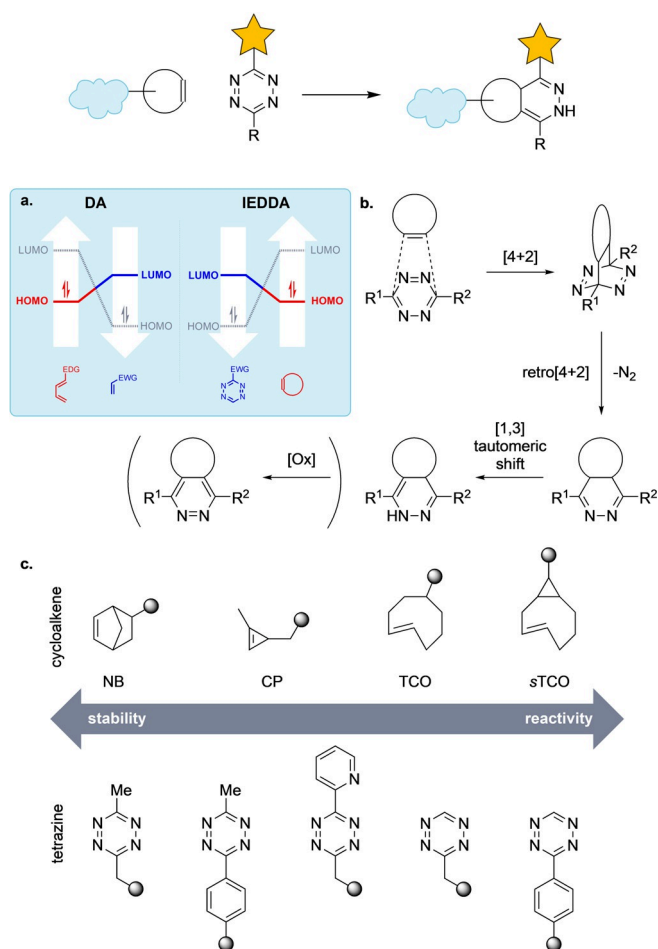 N N
N N
R
N
NH
R
a. DA IEDDA
LUMO LUMO
LUMO LUMO
HOMO HOMO
HOMO HOMO
EDG EWG EWG
N N
N N
b.
[4+2]
N N
R¹ R²
N N
R²
N N
N N
R¹
retro[4+2] -N₂
[1,3]
tautomeric
shift
[Ox]
R¹ R²
N=N
R¹ R²
HN-N
R¹ R²
N-N
c.
cycloalkene
NB CP TCO sTCO
stability reactivity
tetrazine
N
Me Me
N N N N N N N N N N
N N N N N N N N N N